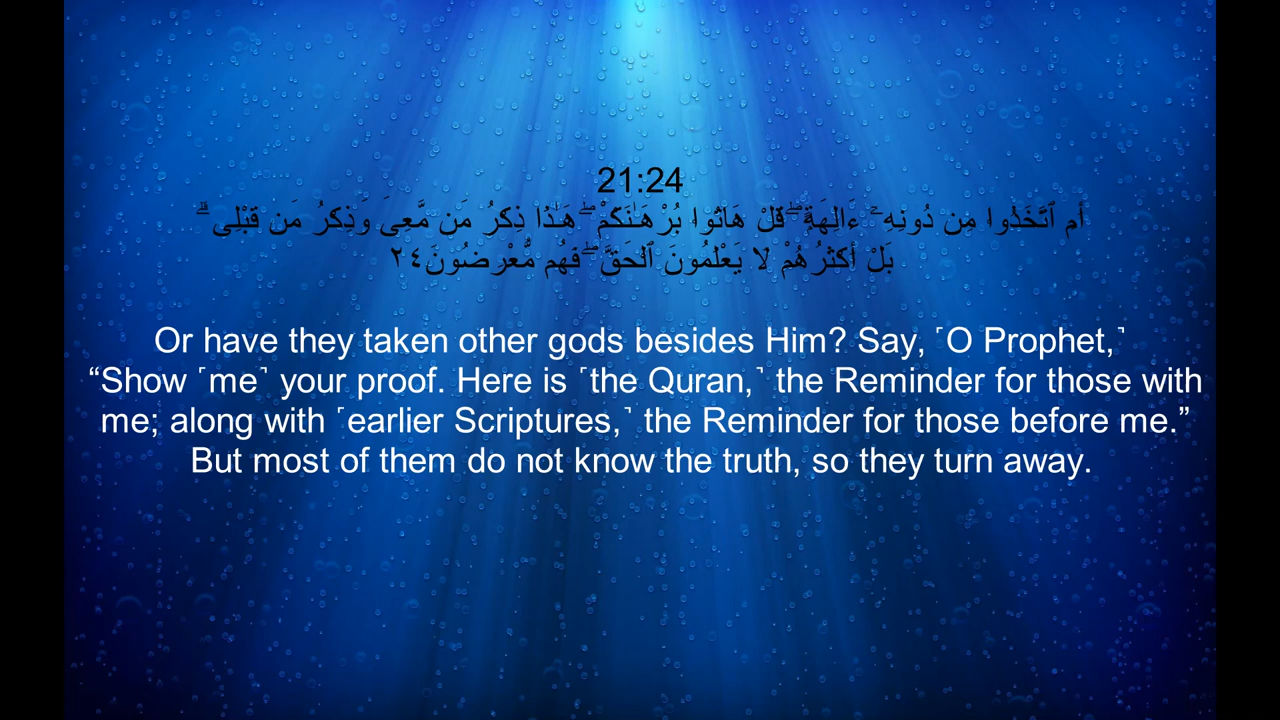 21:24
أَمِ ٱتَّخَذُوا۟ مِن دُونِهِۦٓ ءَالِهَةًۭ ۖ قُلْ هَاتُوا۟ بُرْهَـٰنَكُمْ ۖ هَـٰذَا ذِكْرُ مَن مَّعِىَ وَذِكْرُ مَن قَبْلِى ۗ
بَلْ أَكْثَرُهُمْ لَا يَعْلَمُونَ ٱلْحَقَّ ۖ فَهُم مُّعْرِضُونَ ٢٤
Or have they taken other gods besides Him? Say, ˹O Prophet,˺
“Show ˹me˺ your proof. Here is ˹the Quran,˺ the Reminder for those with
me; along with ˹earlier Scriptures,˺ the Reminder for those before me.”
But most of them do not know the truth, so they turn away.